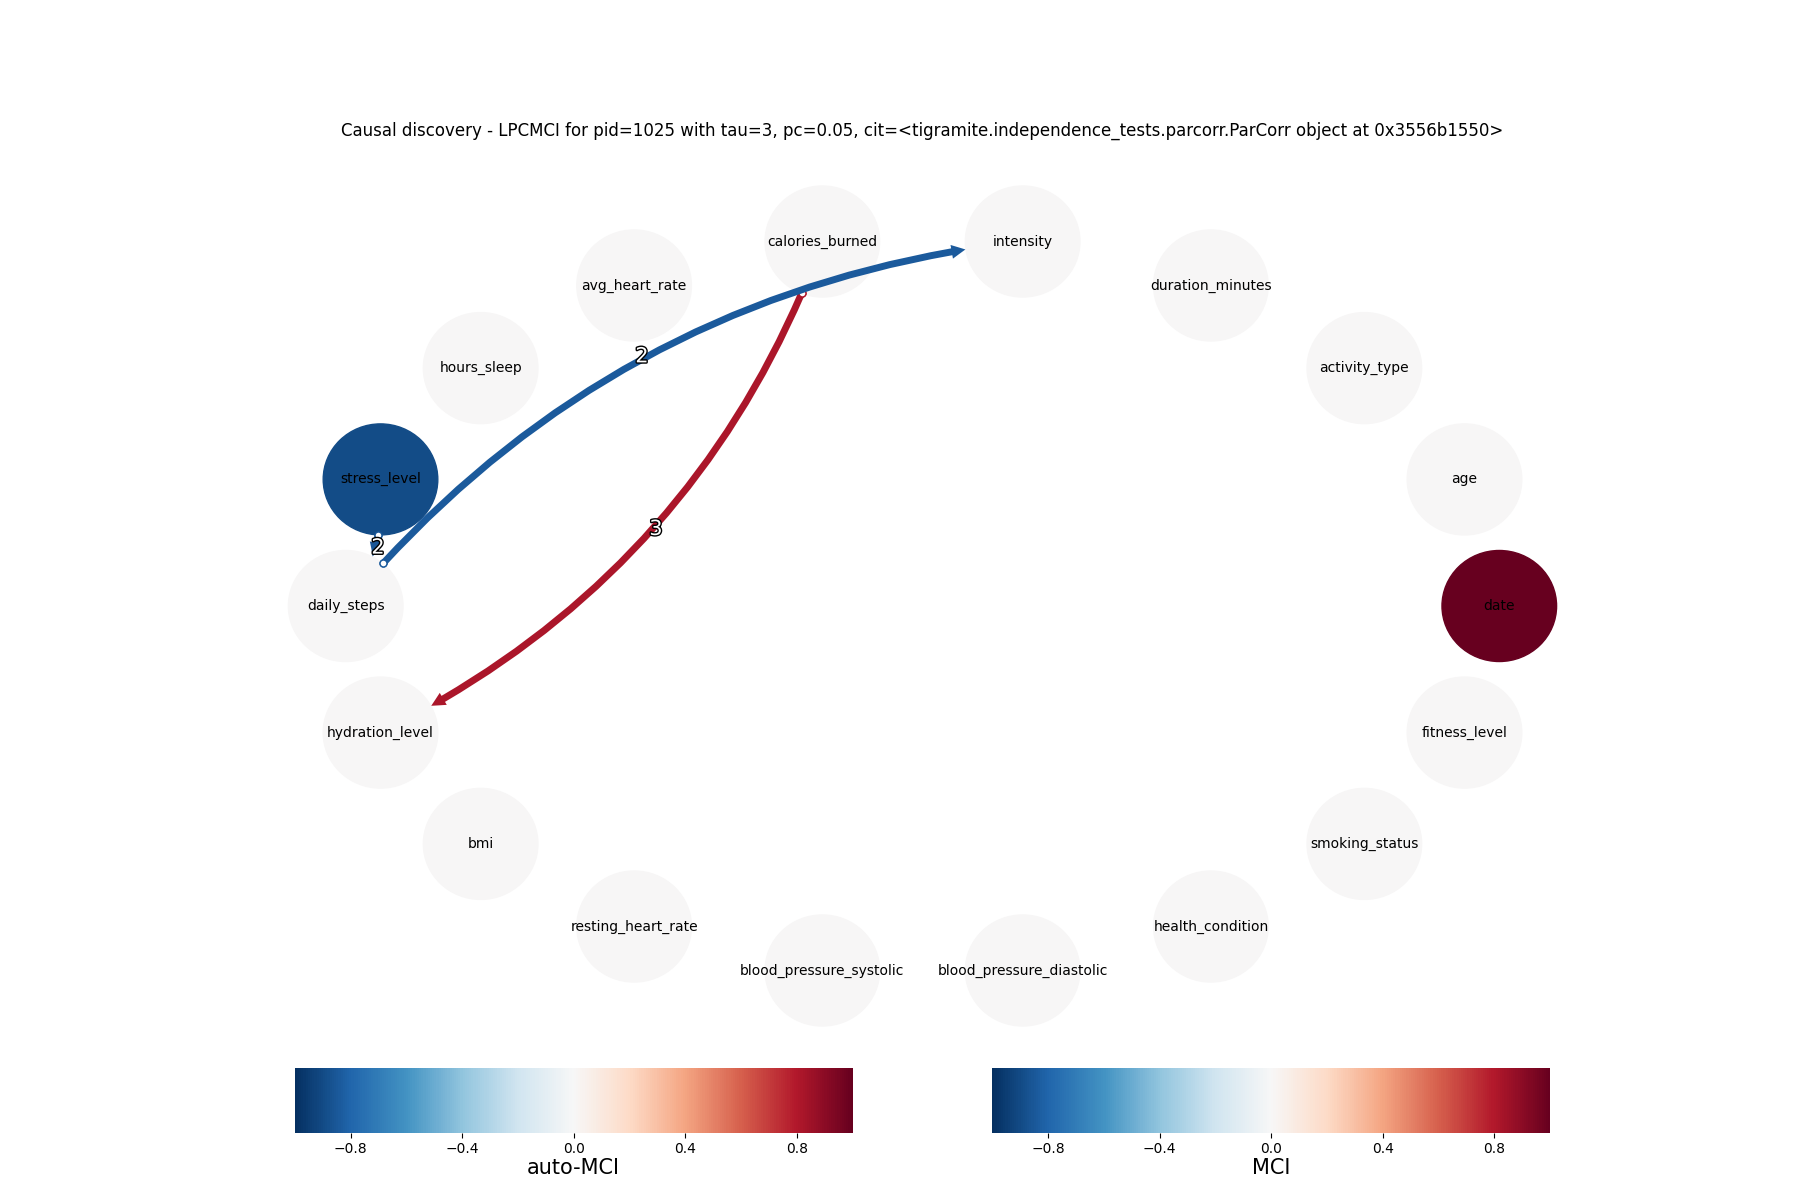 Causal discovery - LPCMCI for pid=1025 with tau=3, pc=0.05, cit=<tigramite.independence_tests.parcorr.ParCorr object at 0x3556b1550>
calories_burned
intensity
avg_heart_rate
duration_minutes
2
hours_sleep
activity_type
stress_level
age
3
2
daily_steps
date
hydration_level
fitness_level
bmi
smoking_status
resting_heart_rate
health_condition
blood_pressure_systolic
blood_pressure_diastolic
−0.8 −0.4 0.0 0.4 0.8
auto-MCI
−0.8 −0.4 0.0 0.4 0.8
MCI